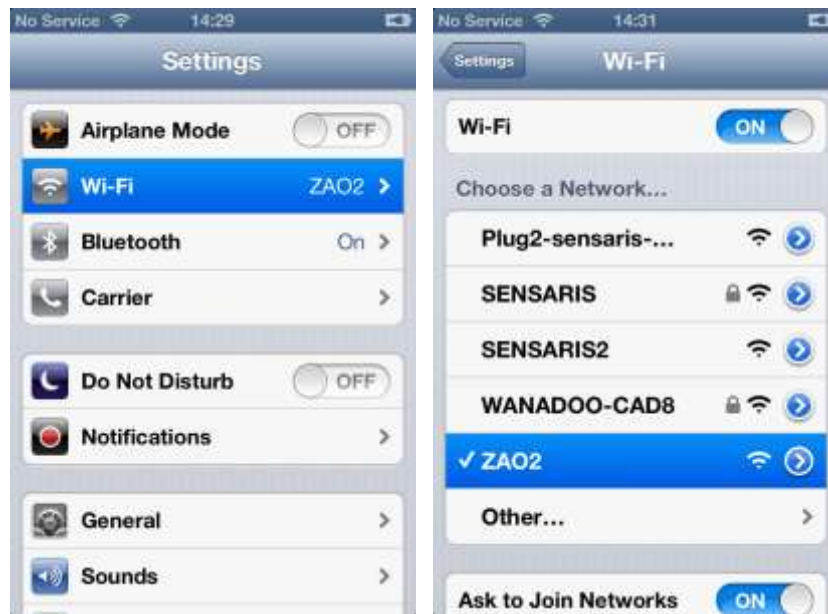 No Service 14:29
Settings
Airplane Mode OFF
Wi-Fi ZAO2
Bluetooth On
Carrier
Do Not Disturb OFF
Notifications
General
Sounds
No Service 14:31
Settings Wi-Fi
Wi-Fi ON
Choose a Network...
Plug2-sensaris-...
SENSARIS
SENSARIS2
WANADOO-CAD8
✓ ZAO2
Other...
Ask to Join Networks ON